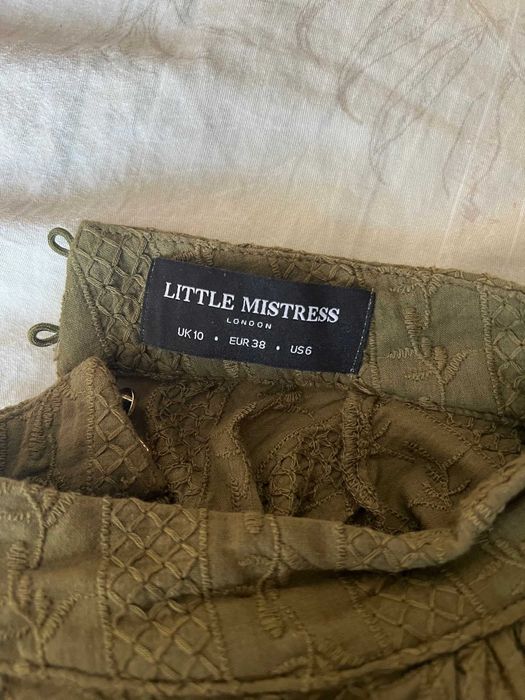 LITTLE MISTRESS
LONDON
UK 10 • EUR 38 • US 6